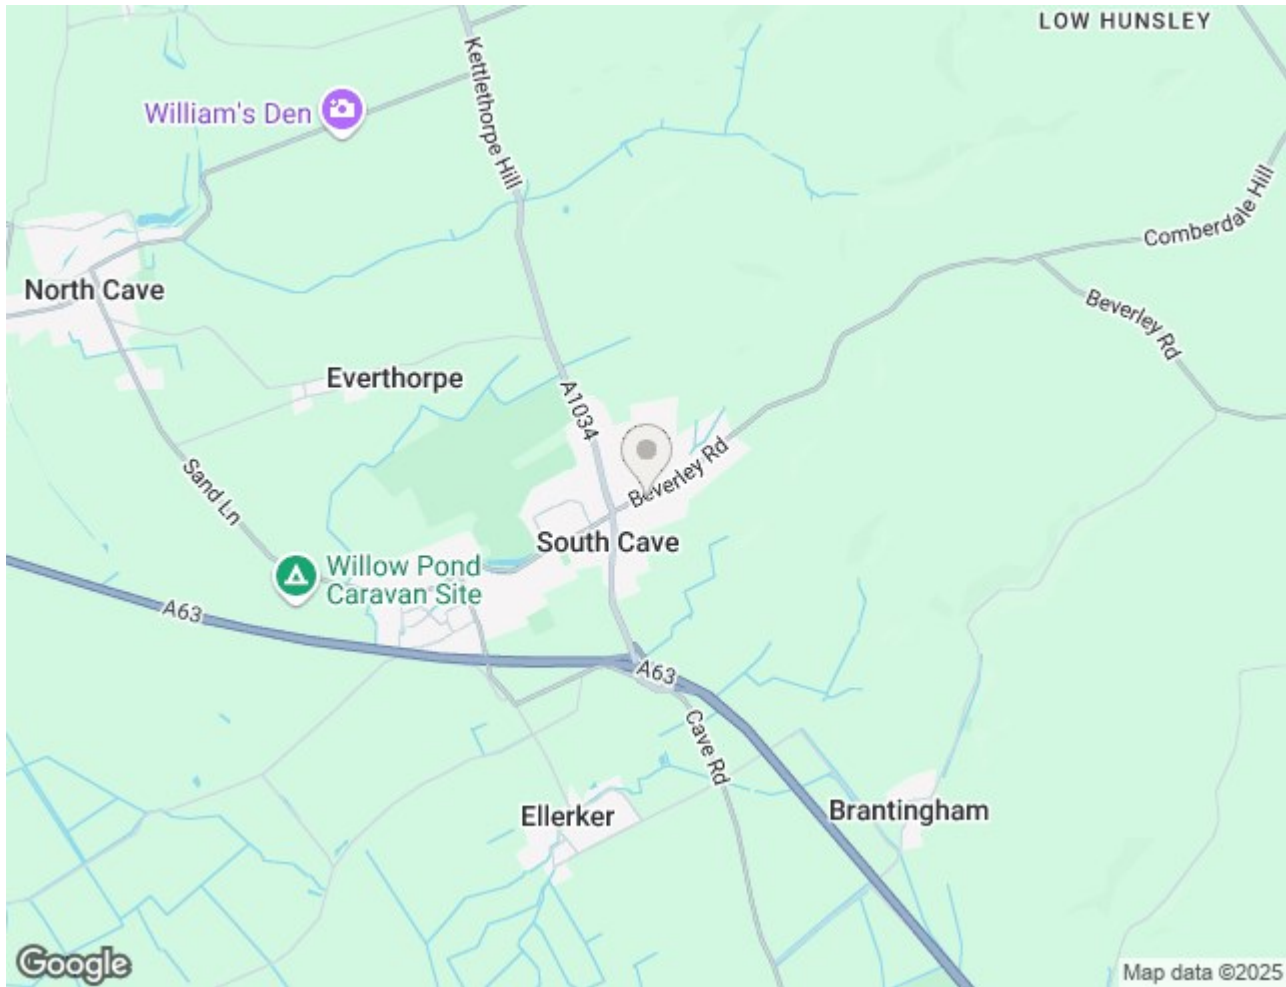 LOW HUNSLEY
Kettlethorpe Hill
William's Den
Comberdale Hill
North Cave
Beverley Rd
Everthorpe
A1034
Beverley Rd
Sand Ln
South Cave
Willow Pond
Caravan Site
A63
A63
Cave Rd
Ellerker
Brantingham
Google
Map data ©2025